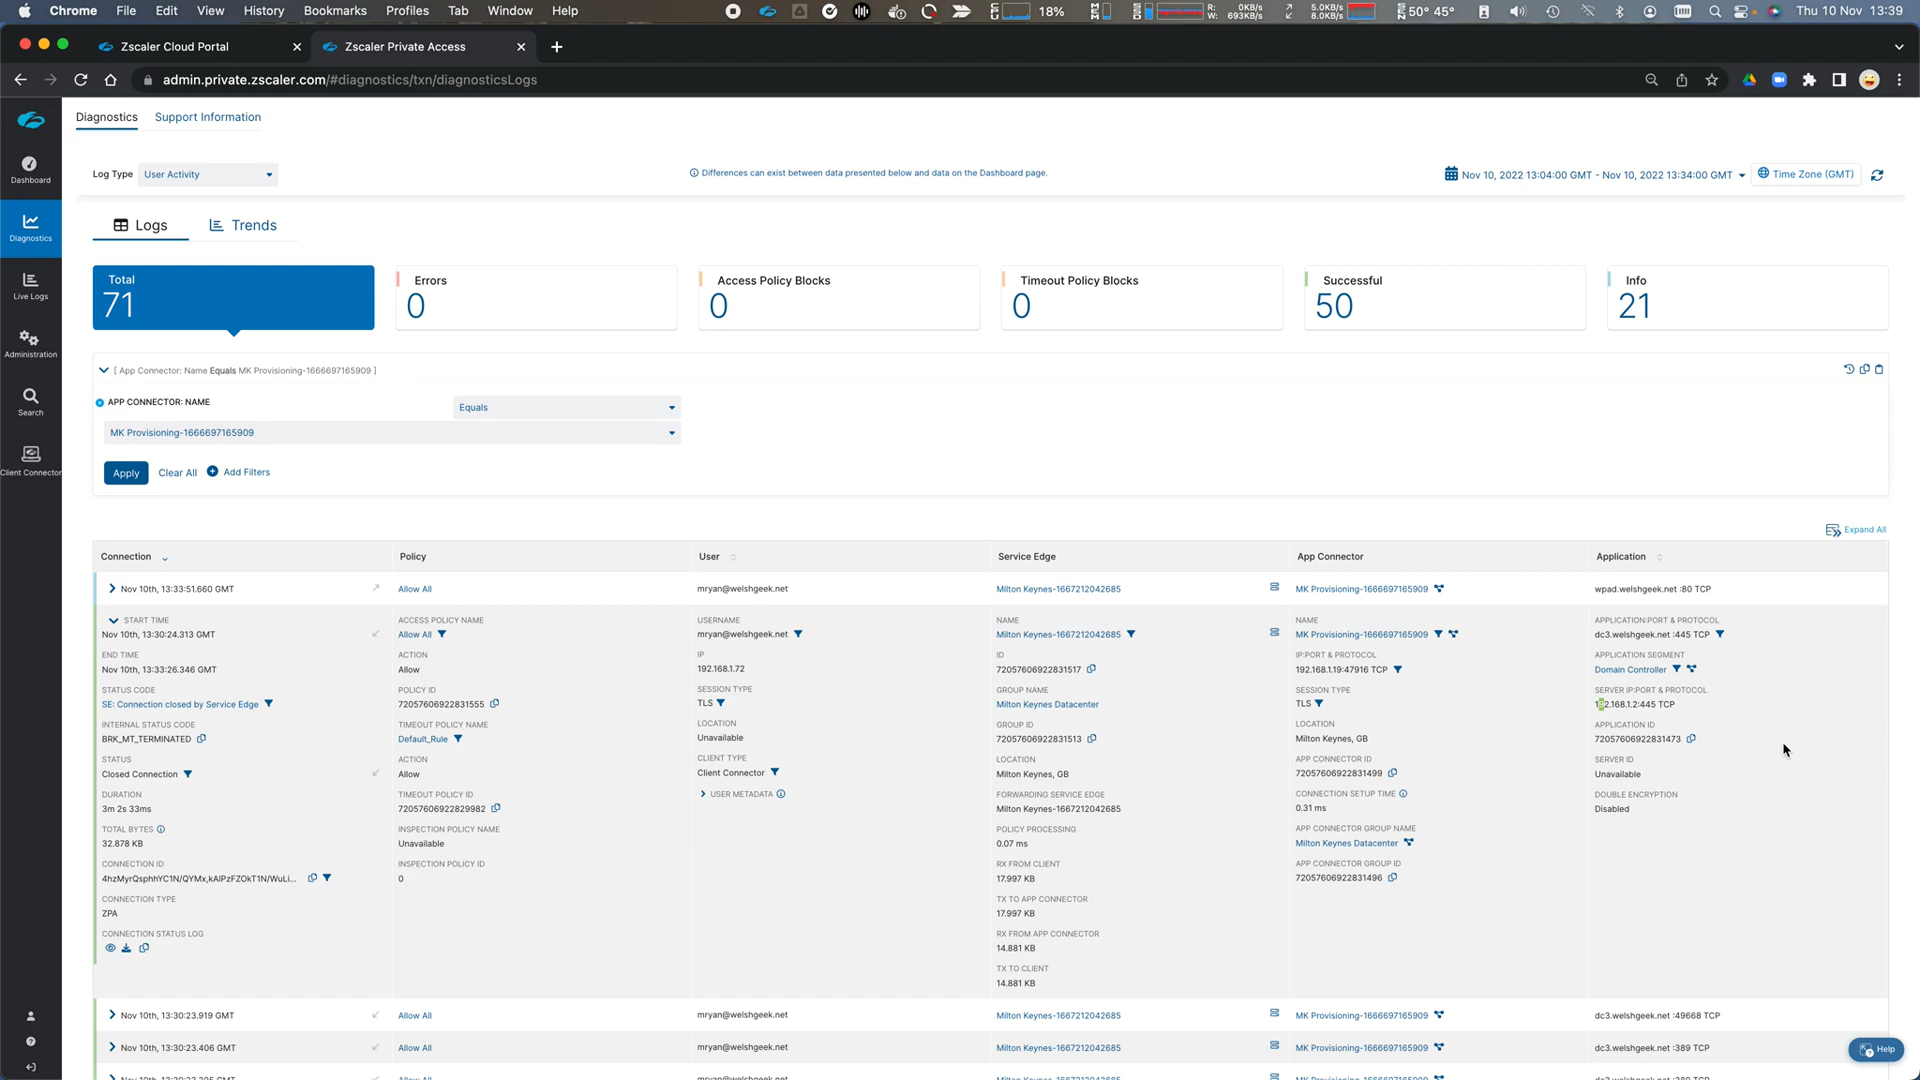 Chrome File Edit View History Bookmarks Profiles Tab Window Help
18% R: 0KB/s W: 693KB/s 5.0KB/s 8.0KB/s 50° 45° Thu 10 Nov 13:39
Zscaler Cloud Portal
Zscaler Private Access
admin.private.zscaler.com/#diagnostics/txn/diagnosticsLogs
Dashboard
Diagnostics
Live Logs
Administration
Search
Client Connector
Diagnostics Support Information
Log Type User Activity
Differences can exist between data presented below and data on the Dashboard page.
Nov 10, 2022 13:04:00 GMT - Nov 10, 2022 13:34:00 GMT
Time Zone (GMT)
Logs Trends
Total
71
Errors
0
Access Policy Blocks
0
Timeout Policy Blocks
0
Successful
50
Info
21
[ App Connector: Name Equals MK Provisioning-1666697165909 ]
APP CONNECTOR: NAME
Equals
MK Provisioning-1666697165909
Apply Clear All Add Filters
Expand All
Connection Policy User Service Edge App Connector Application
Nov 10th, 13:33:51.660 GMT Allow All mryan@welshgeek.net Milton Keynes-1667212042685 MK Provisioning-1666697165909 wpad.welshgeek.net :80 TCP
START TIME
Nov 10th, 13:30:24.313 GMT
END TIME
Nov 10th, 13:33:26.346 GMT
STATUS CODE
SE: Connection closed by Service Edge
INTERNAL STATUS CODE
BRK_MT_TERMINATED
STATUS
Closed Connection
DURATION
3m 2s 33ms
TOTAL BYTES
32.878 KB
CONNECTION ID
4hzMyrQsphhYC1N/QYMx,kAlPzFZOkT1N/WuLi...
CONNECTION TYPE
ZPA
CONNECTION STATUS LOG
ACCESS POLICY NAME
Allow All
ACTION
Allow
POLICY ID
72057606922831555
TIMEOUT POLICY NAME
Default_Rule
ACTION
Allow
TIMEOUT POLICY ID
72057606922829982
INSPECTION POLICY NAME
Unavailable
INSPECTION POLICY ID
0
USERNAME
mryan@welshgeek.net
IP
192.168.1.72
SESSION TYPE
TLS
LOCATION
Unavailable
CLIENT TYPE
Client Connector
USER METADATA
NAME
Milton Keynes-1667212042685
ID
72057606922831517
GROUP NAME
Milton Keynes Datacenter
GROUP ID
72057606922831513
LOCATION
Milton Keynes, GB
FORWARDING SERVICE EDGE
Milton Keynes-1667212042685
POLICY PROCESSING
0.07 ms
RX FROM CLIENT
17.997 KB
TX TO APP CONNECTOR
17.997 KB
RX FROM APP CONNECTOR
14.881 KB
TX TO CLIENT
14.881 KB
NAME
MK Provisioning-1666697165909
IP:PORT & PROTOCOL
192.168.1.19:47916 TCP
SESSION TYPE
TLS
LOCATION
Milton Keynes, GB
APP CONNECTOR ID
72057606922831499
CONNECTION SETUP TIME
0.31 ms
APP CONNECTOR GROUP NAME
Milton Keynes Datacenter
APP CONNECTOR GROUP ID
72057606922831496
APPLICATION:PORT & PROTOCOL
dc3.welshgeek.net :445 TCP
APPLICATION SEGMENT
Domain Controller
SERVER IP:PORT & PROTOCOL
192.168.1.2:445 TCP
APPLICATION ID
72057606922831473
SERVER ID
Unavailable
DOUBLE ENCRYPTION
Disabled
Nov 10th, 13:30:23.919 GMT Allow All mryan@welshgeek.net Milton Keynes-1667212042685 MK Provisioning-1666697165909 dc3.welshgeek.net :49668 TCP
Nov 10th, 13:30:23.406 GMT Allow All mryan@welshgeek.net Milton Keynes-1667212042685 MK Provisioning-1666697165909 dc3.welshgeek.net :389 TCP
Help